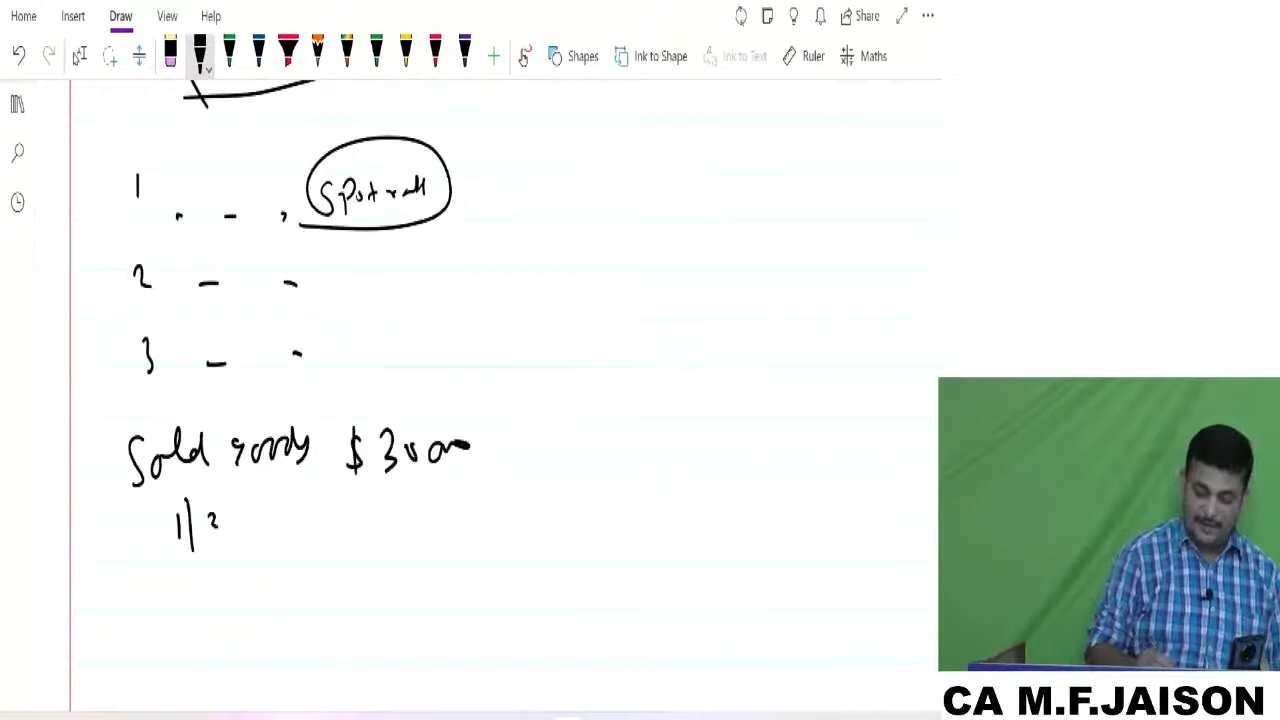 Home Insert Draw View Help Share
Shapes Ink to Shape Ink to Text Ruler Maths
1 . - , Spot rate
2 - -
3 - -
Sold goods $
1/2
CA M.F.JAISON